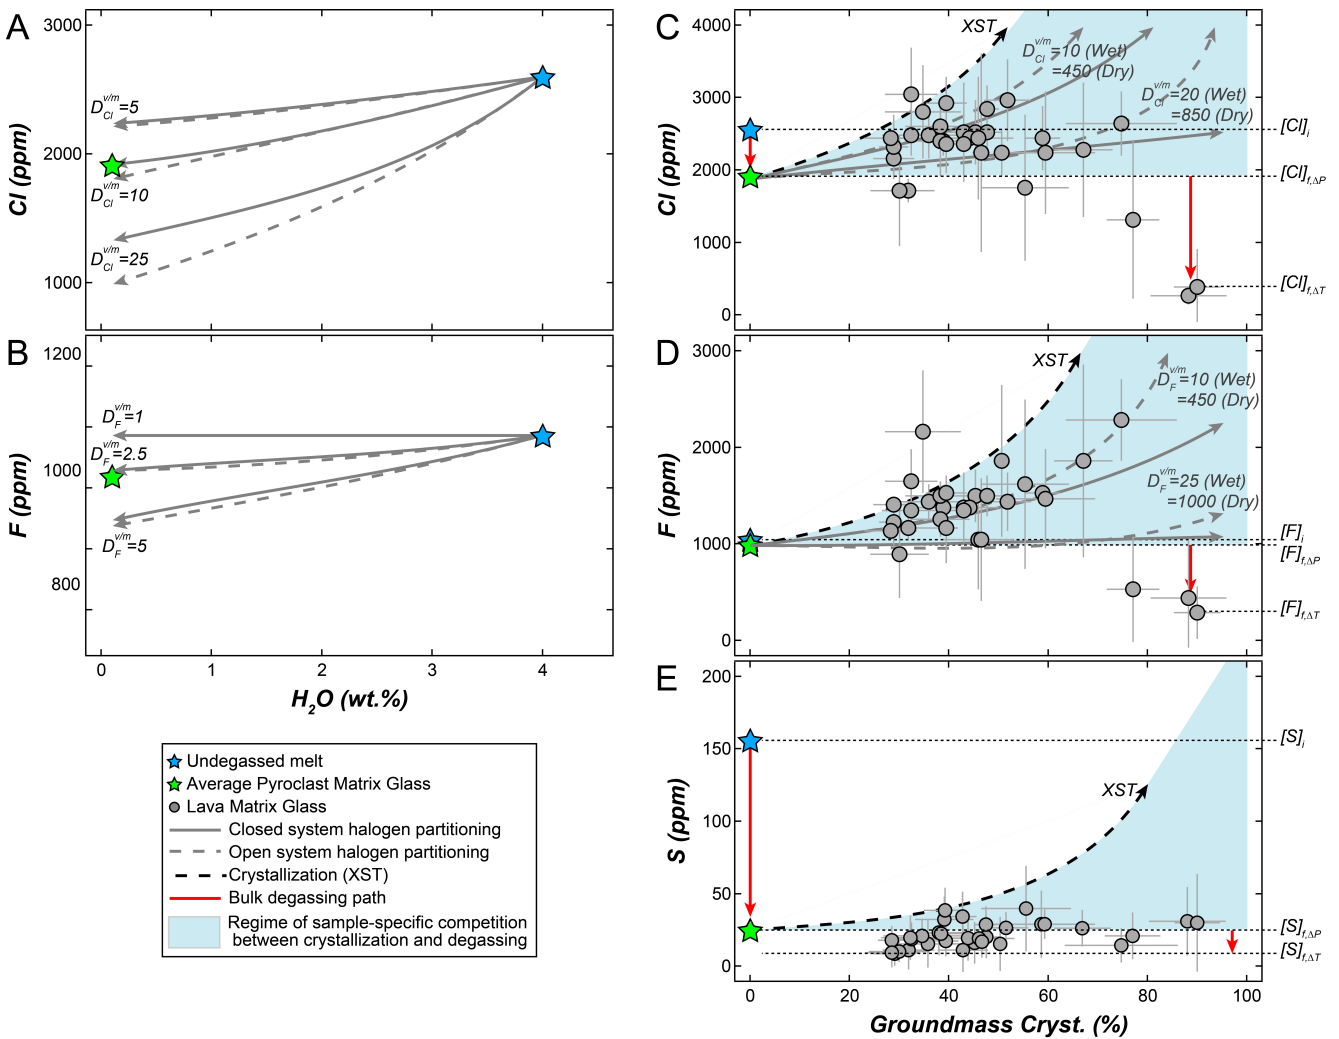 A
3000
2000
1000
Cl (ppm)
D_Cl^v/m=5
D_Cl^v/m=10
D_Cl^v/m=25
B
1200
1000
800
F (ppm)
D_F^v/m=1
D_F^v/m=2.5
D_F^v/m=5
0 1 2 3 4
H2O (wt.%)
Undegassed melt
Average Pyroclast Matrix Glass
Lava Matrix Glass
Closed system halogen partitioning
Open system halogen partitioning
Crystallization (XST)
Bulk degassing path
Regime of sample-specific competition
between crystallization and degassing
C
4000
3000
2000
1000
0
Cl (ppm)
XST
D_Cl^v/m=10 (Wet)
=450 (Dry)
D_Cl^v/m=20 (Wet)
=850 (Dry)
[Cl]i
[Cl]f,ΔP
[Cl]f,ΔT
D
3000
2000
1000
0
F (ppm)
XST
D_F^v/m=10 (Wet)
=450 (Dry)
D_F^v/m=25 (Wet)
=1000 (Dry)
[F]i
[F]f,ΔP
[F]f,ΔT
E
200
150
100
50
0
S (ppm)
XST
[S]i
[S]f,ΔP
[S]f,ΔT
0 20 40 60 80 100
Groundmass Cryst. (%)